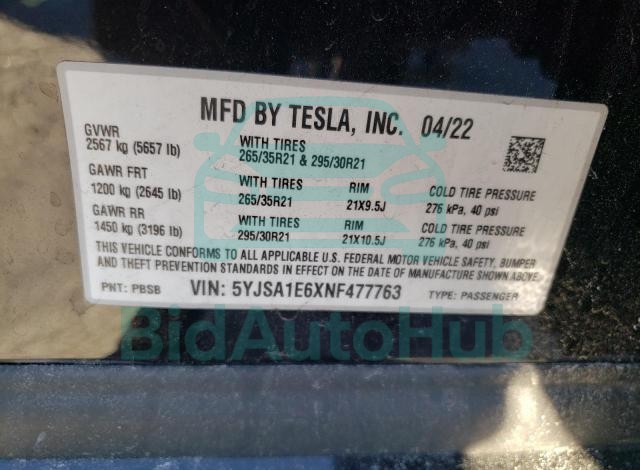 MFD BY TESLA, INC. 04/22
GVWR
2567 kg (5657 lb)
WITH TIRES
265/35R21 & 295/30R21
GAWR FRT
1200 kg (2645 lb)
WITH TIRES
265/35R21
RIM
21X9.5J
COLD TIRE PRESSURE
276 kPa, 40 psi
GAWR RR
1450 kg (3196 lb)
WITH TIRES
295/30R21
RIM
21X10.5J
COLD TIRE PRESSURE
276 kPa, 40 psi
THIS VEHICLE CONFORMS TO ALL APPLICABLE U.S. FEDERAL MOTOR VEHICLE SAFETY, BUMPER
AND THEFT PREVENTION STANDARDS IN EFFECT ON THE DATE OF MANUFACTURE SHOWN ABOVE.
PNT: PBSB VIN: 5YJSA1E6XNF477763 TYPE: PASSENGER
BidAutoHub